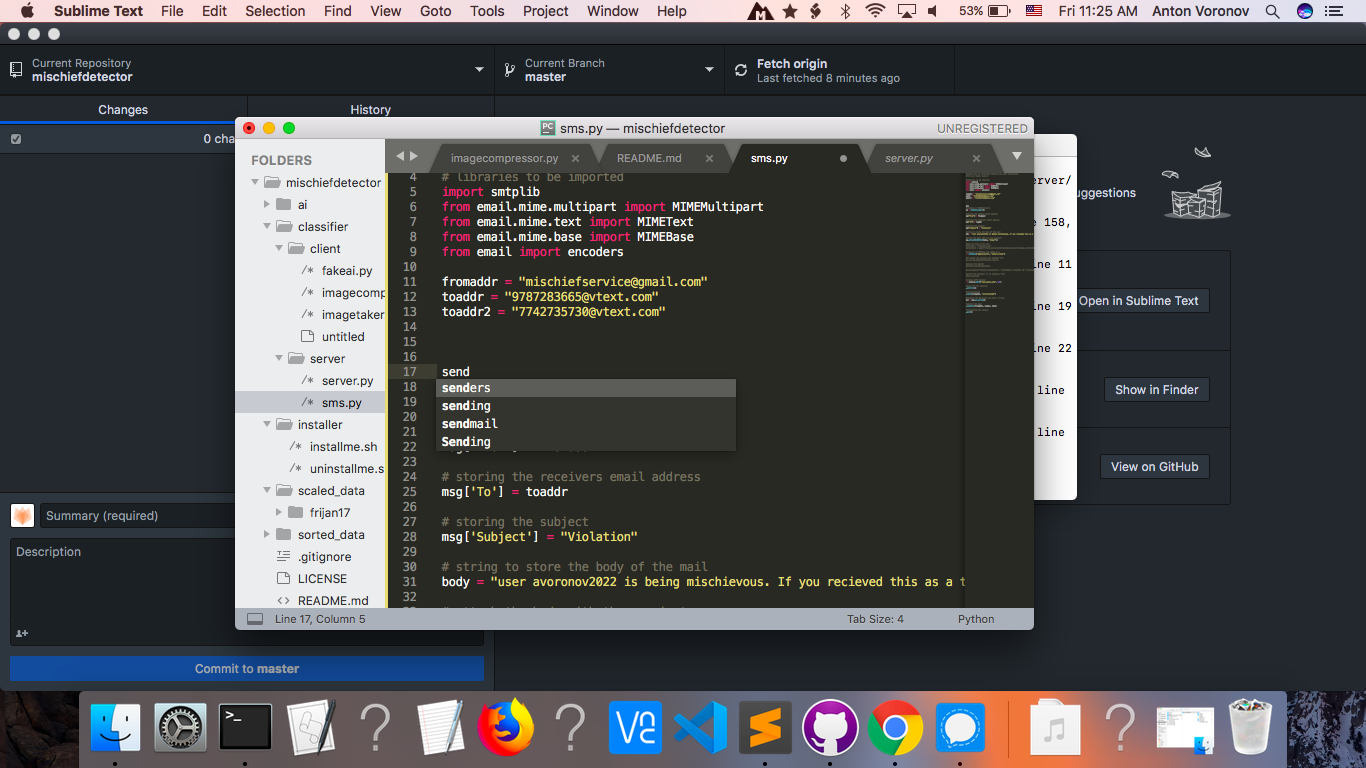 Sublime Text File Edit Selection Find View Goto Tools Project Window Help 53% Fri 11:25 AM Anton Voronov
Current Repository
mischiefdetector
Current Branch
master
Fetch origin
Last fetched 8 minutes ago
Changes History
0 cha
sms.py — mischiefdetector UNREGISTERED
FOLDERS
mischiefdetector
ai
classifier
client
fakeai.py
imagecomp
imagetaker
untitled
server
server.py
sms.py
installer
installme.sh
uninstallme.s
scaled_data
frijan17
sorted_data
.gitignore
LICENSE
README.md
imagecompressor.py README.md sms.py server.py
4 # libraries to be imported
5 import smtplib
6 from email.mime.multipart import MIMEMultipart
7 from email.mime.text import MIMEText
8 from email.mime.base import MIMEBase
9 from email import encoders
10
11 fromaddr = "mischiefservice@gmail.com"
12 toaddr = "9787283665@vtext.com"
13 toaddr2 = "7742735730@vtext.com"
14
15
16
17 send
18 senders
19 sending
20 sendmail
21 Sending
22
23
24 # storing the receivers email address
25 msg['To'] = toaddr
26
27 # storing the subject
28 msg['Subject'] = "Violation"
29
30 # string to store the body of the mail
31 body = "user avoronov2022 is being mischievous. If you recieved this as a t
32
Line 17, Column 5 Tab Size: 4 Python
erver/
e 158,
ne 11
ine 19
ine 22
line
line
uggestions
Open in Sublime Text
Show in Finder
View on GitHub
Summary (required)
Description
Commit to master